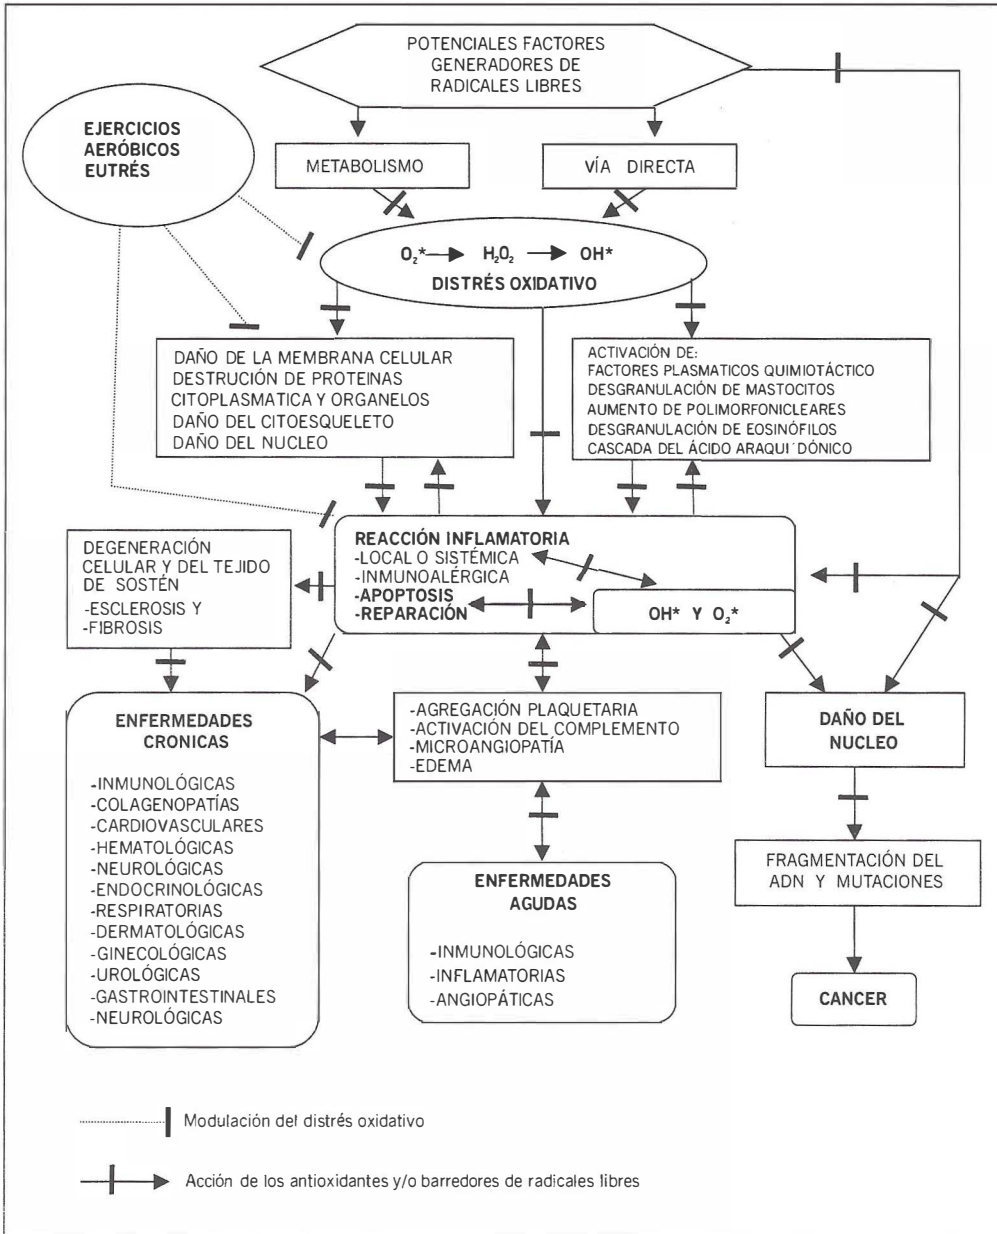 POTENCIALES FACTORES
GENERADORES DE
RADICALES LIBRES
EJERCICIOS
AERÓBICOS
EUTRÉS
METABOLISMO
VÍA DIRECTA
O₂* H₂O₂ OH*
DISTRÉS OXIDATIVO
DAÑO DE LA MEMBRANA CELULAR
DESTRUCIÓN DE PROTEINAS
CITOPLASMATICA Y ORGANELOS
DAÑO DEL CITOESQUELETO
DAÑO DEL NUCLEO
ACTIVACIÓN DE:
FACTORES PLASMATICOS QUIMIOTÁCTICO
DESGRANULACIÓN DE MASTOCITOS
AUMENTO DE POLIMORFONICLEARES
DESGRANULACIÓN DE EOSINÓFILOS
CASCADA DEL ÁCIDO ARAQUI´DÓNICO
DEGENERACIÓN
CELULAR Y DEL TEJIDO
DE SOSTÉN
-ESCLEROSIS Y
-FIBROSIS
REACCIÓN INFLAMATORIA
-LOCAL O SISTÉMICA
-INMUNOALÉRGICA
-APOPTOSIS
-REPARACIÓN
OH* Y O₂*
ENFERMEDADES
CRONICAS
-INMUNOLÓGICAS
-COLAGENOPATÍAS
-CARDIOVASCULARES
-HEMATOLÓGICAS
-NEUROLÓGICAS
-ENDOCRINOLÓGICAS
-RESPIRATORIAS
-DERMATOLÓGICAS
-GINECOLÓGICAS
-UROLÓGICAS
-GASTROINTESTINALES
-NEUROLÓGICAS
-AGREGACIÓN PLAQUETARIA
-ACTIVACIÓN DEL COMPLEMENTO
-MICROANGIOPATÍA
-EDEMA
DAÑO DEL
NUCLEO
FRAGMENTACIÓN DEL
ADN Y MUTACIONES
ENFERMEDADES
AGUDAS
-INMUNOLÓGICAS
-INFLAMATORIAS
-ANGIOPÁTICAS
CANCER
Modulación del distrés oxidativo
Acción de los antioxidantes y/o barredores de radicales libres